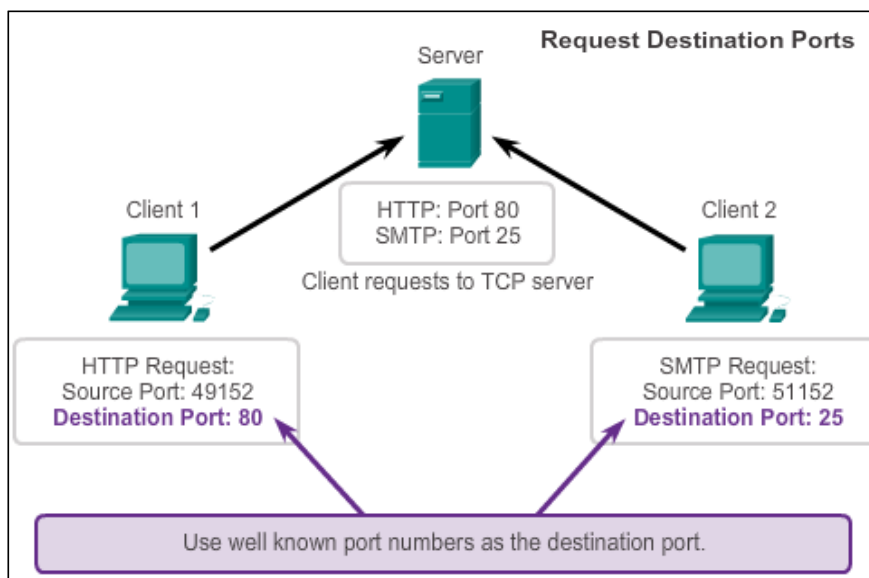 Request Destination Ports
Server
Client 1
HTTP: Port 80
SMTP: Port 25
Client 2
Client requests to TCP server
HTTP Request:
Source Port: 49152
Destination Port: 80
SMTP Request:
Source Port: 51152
Destination Port: 25
Use well known port numbers as the destination port.